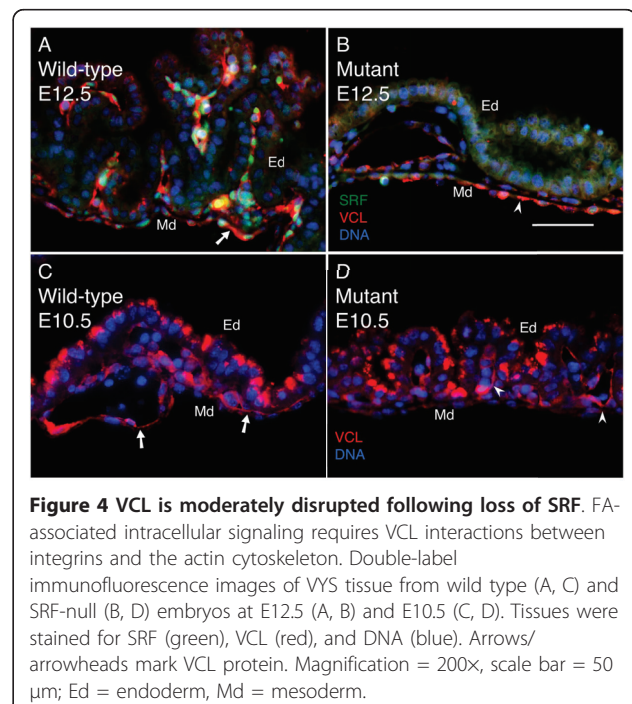 A
Wild-type
E12.5
Ed
Md
B
Mutant
E12.5
Ed
Md
SRF
VCL
DNA
C
Wild-type
E10.5
Ed
Md
D
Mutant
E10.5
Ed
Md
VCL
DNA
Figure 4 VCL is moderately disrupted following loss of SRF. FA-
associated intracellular signaling requires VCL interactions between
integrins and the actin cytoskeleton. Double-label
immunofluorescence images of VYS tissue from wild type (A, C) and
SRF-null (B, D) embryos at E12.5 (A, B) and E10.5 (C, D). Tissues were
stained for SRF (green), VCL (red), and DNA (blue). Arrows/
arrowheads mark VCL protein. Magnification = 200×, scale bar = 50
μm; Ed = endoderm, Md = mesoderm.